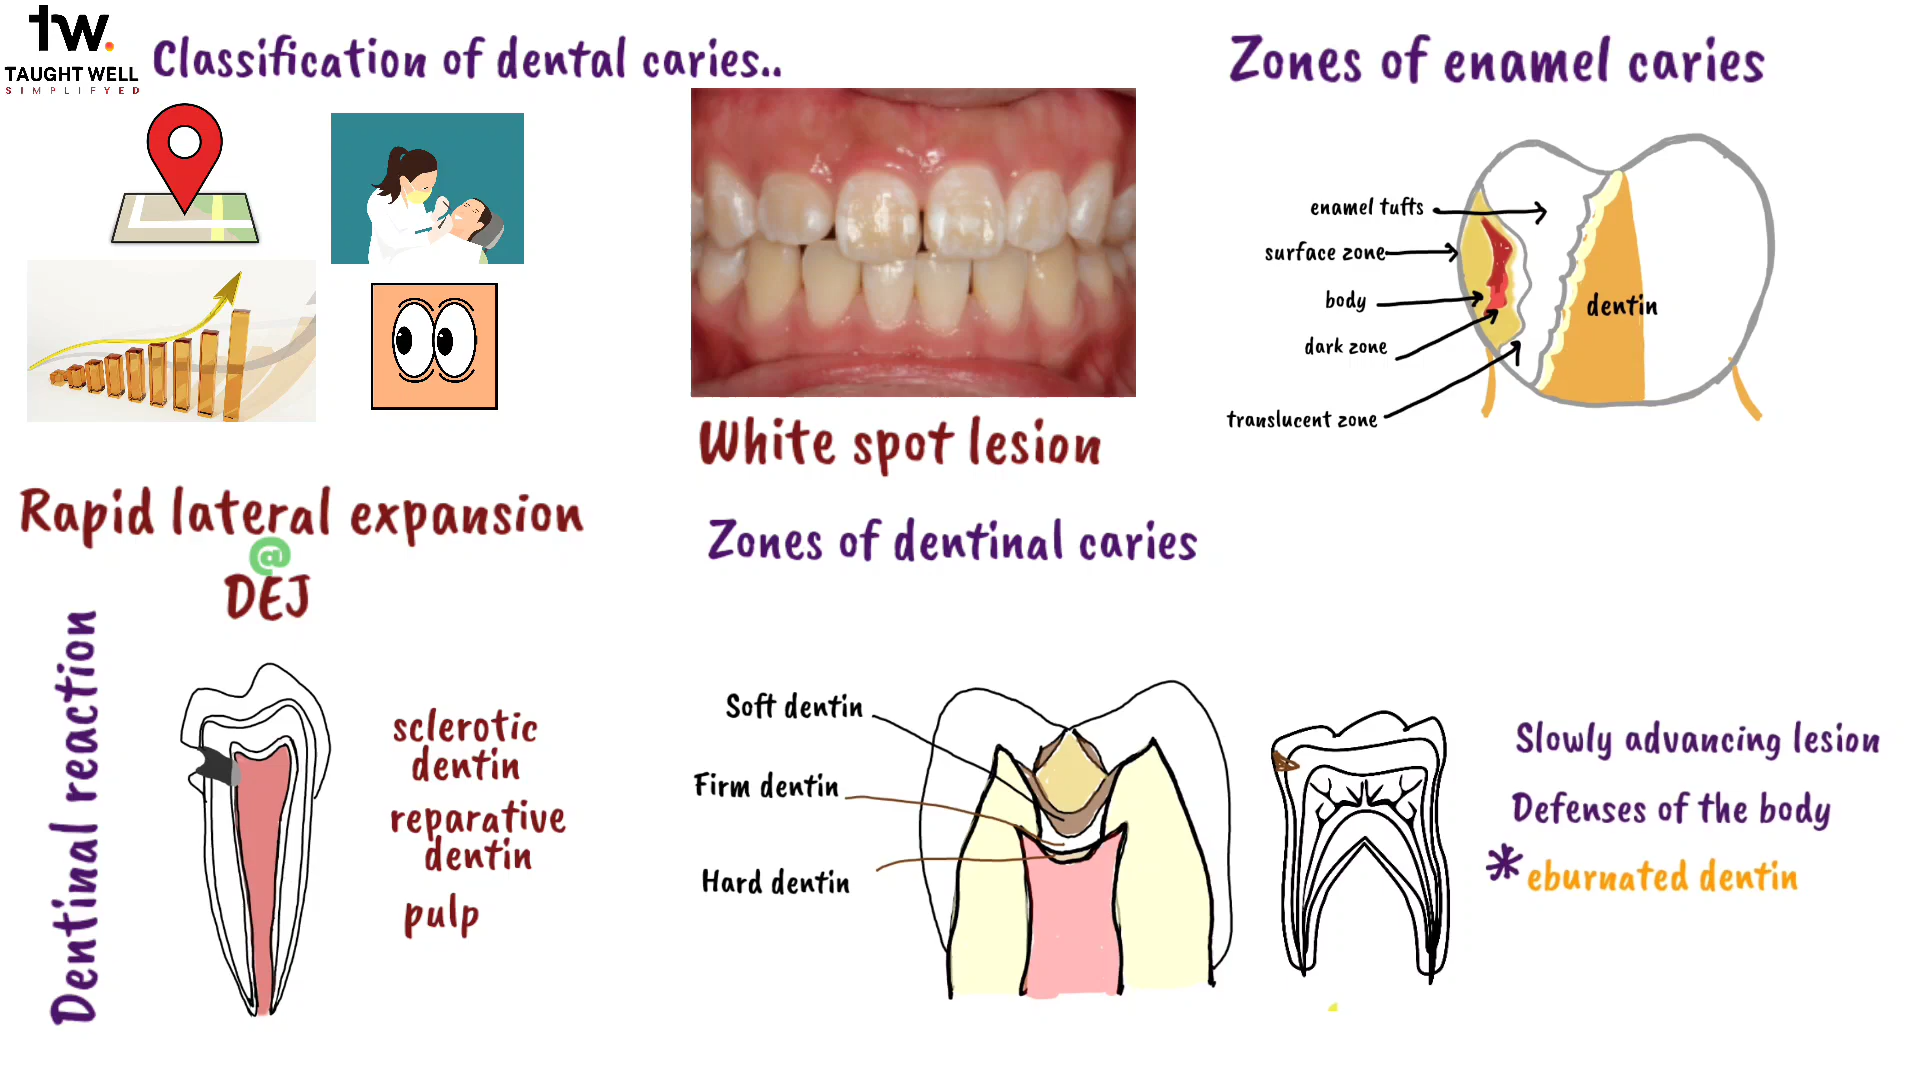 tw.
TAUGHT WELL
SIMPLIFYED
Classification of dental caries..
White spot lesion
Zones of enamel caries
enamel tufts
surface zone
body
dark zone
translucent zone
dentin
Rapid lateral expansion
@
DEJ
Dentinal reaction
sclerotic
dentin
reparative
dentin
pulp
Zones of dentinal caries
Soft dentin
Firm dentin
Hard dentin
Slowly advancing lesion
Defenses of the body
* eburnated dentin